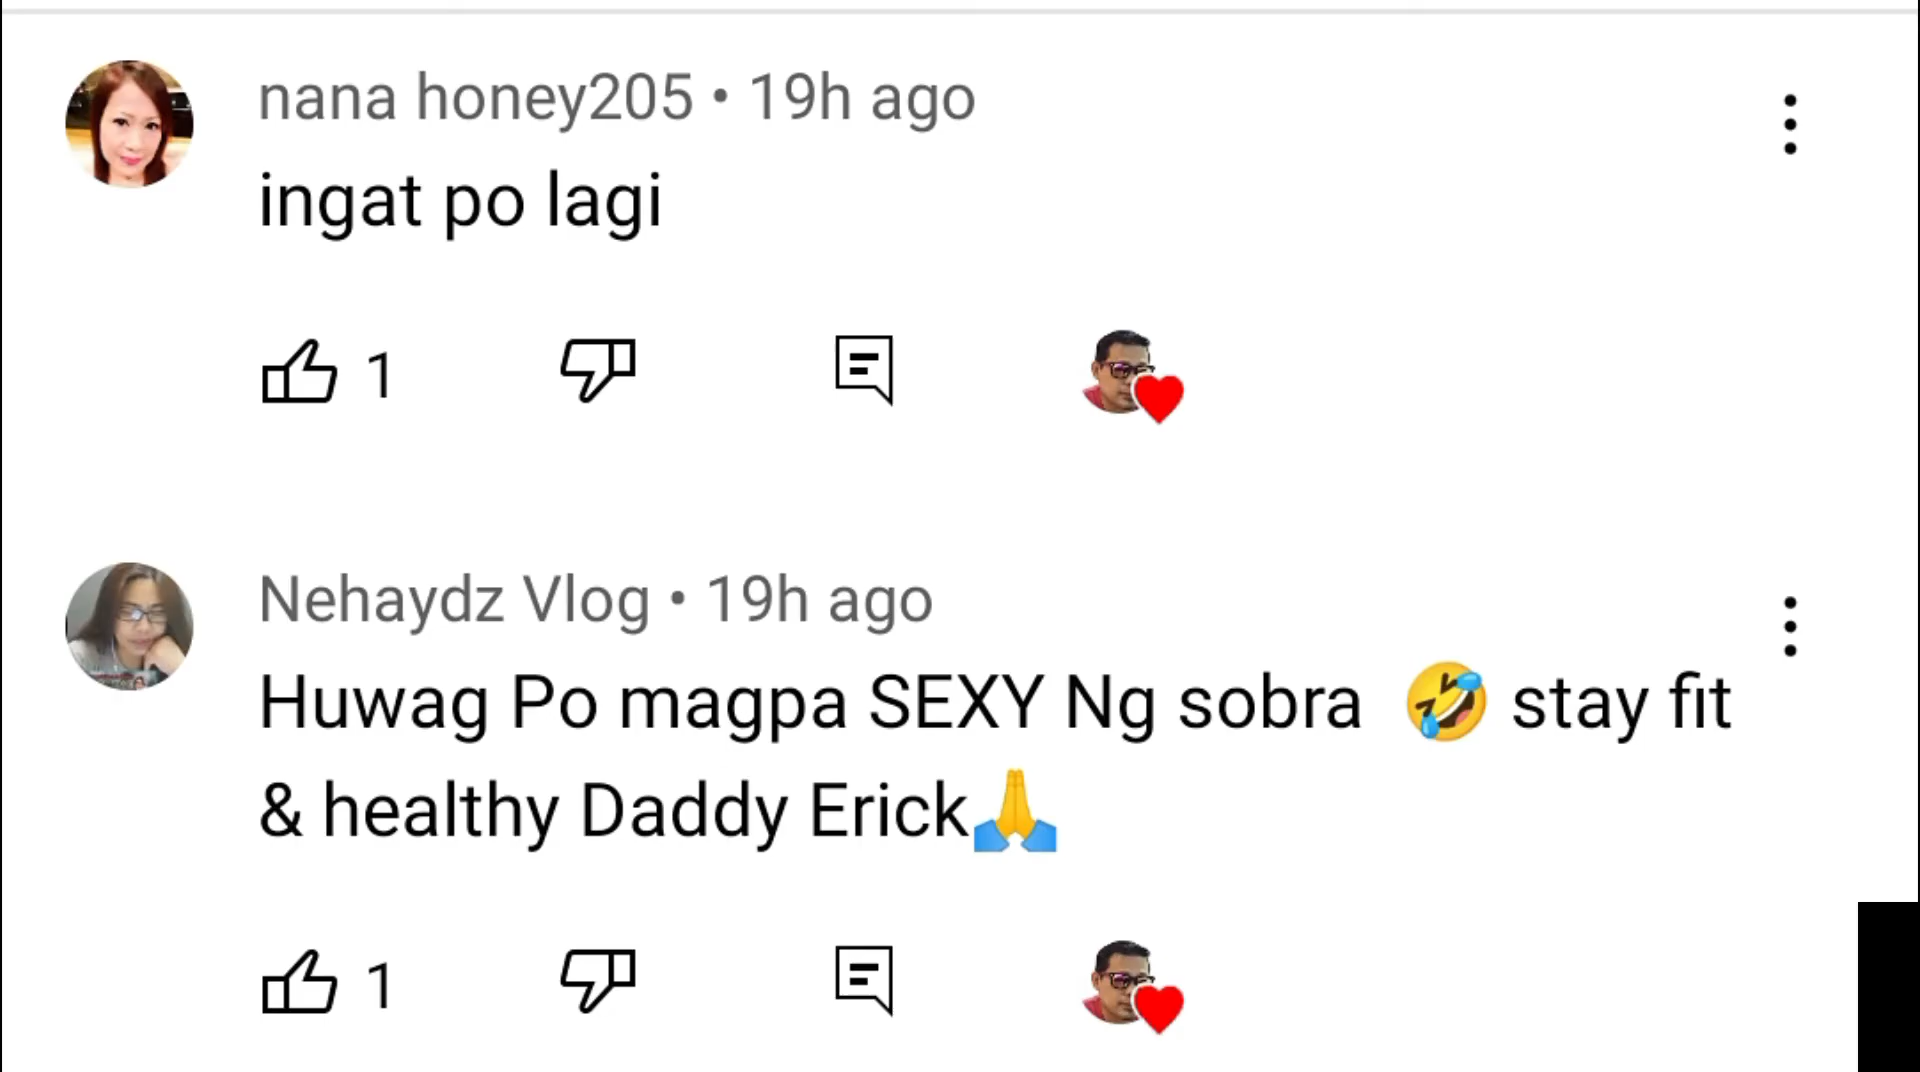 nana honey205 • 19h ago
ingat po lagi
1
Nehaydz Vlog • 19h ago
Huwag Po magpa SEXY Ng sobra 🤣 stay fit
& healthy Daddy Erick🙏
1